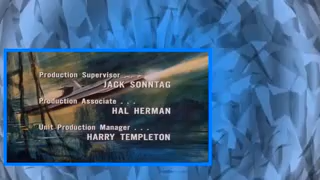 Production Supervisor . . .
JACK SONNTAG
Production Associate . . .
HAL HERMAN
Unit Production Manager . . .
HARRY TEMPLETON